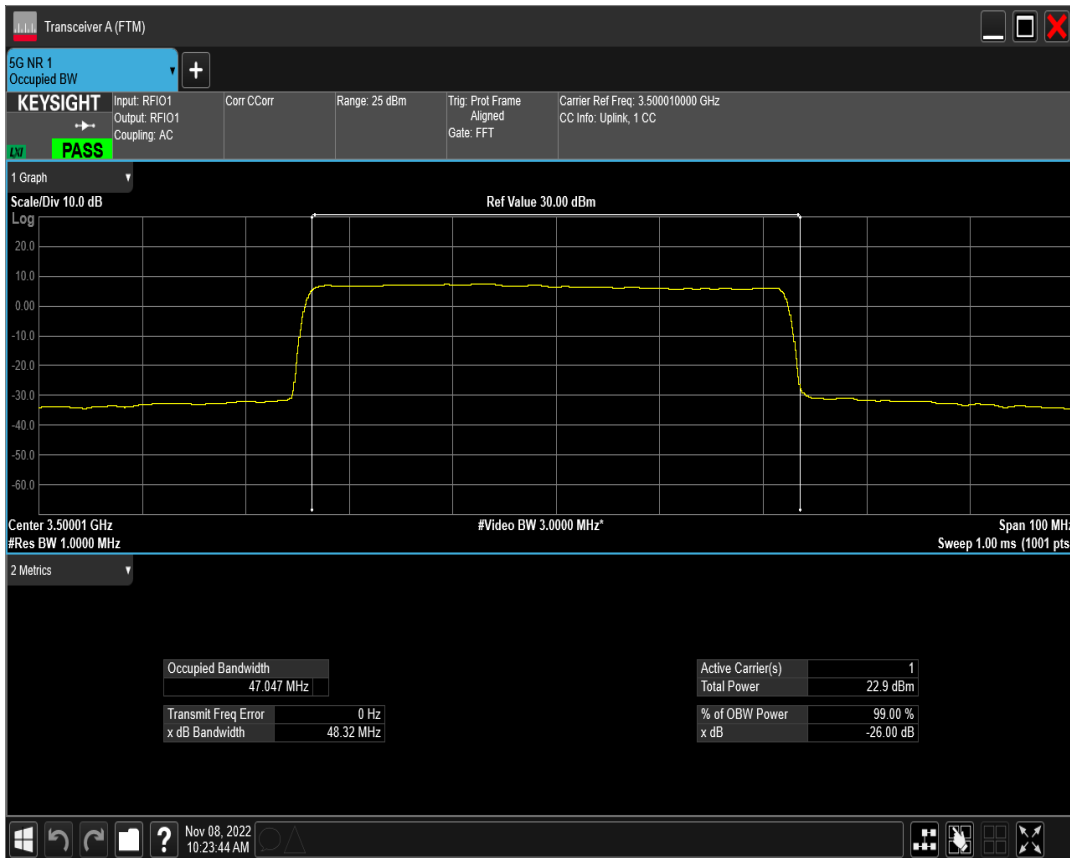 Transceiver A (FTM)
5G NR 1
Occupied BW
+
KEYSIGHT
LXI
PASS
Input: RFIO1
Output: RFIO1
Coupling: AC
Corr CCorr
Range: 25 dBm
Trig: Prot Frame
Aligned
Gate: FFT
Carrier Ref Freq: 3.500010000 GHz
CC Info: Uplink, 1 CC
1 Graph
Scale/Div 10.0 dB
Ref Value 30.00 dBm
Log
20.0
10.0
0.00
-10.0
-20.0
-30.0
-40.0
-50.0
-60.0
Center 3.50001 GHz
#Video BW 3.0000 MHz*
Span 100 MHz
#Res BW 1.0000 MHz
Sweep 1.00 ms (1001 pts
2 Metrics
Occupied Bandwidth
47.047 MHz
Transmit Freq Error 0 Hz
x dB Bandwidth 48.32 MHz
Active Carrier(s) 1
Total Power 22.9 dBm
% of OBW Power 99.00 %
x dB -26.00 dB
?
Nov 08, 2022
10:23:44 AM